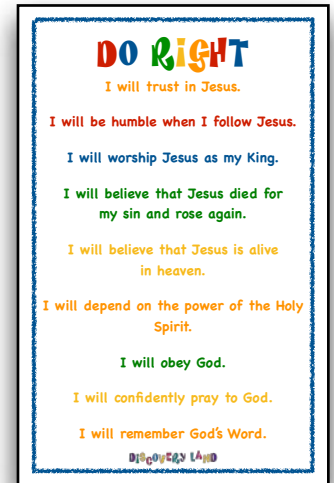 DO RiGHT
I will trust in Jesus.
I will be humble when I follow Jesus.
I will worship Jesus as my King.
I will believe that Jesus died for
my sin and rose again.
I will believe that Jesus is alive
in heaven.
I will depend on the power of the Holy
Spirit.
I will obey God.
I will confidently pray to God.
I will remember God's Word.
DISCOVERY LAND